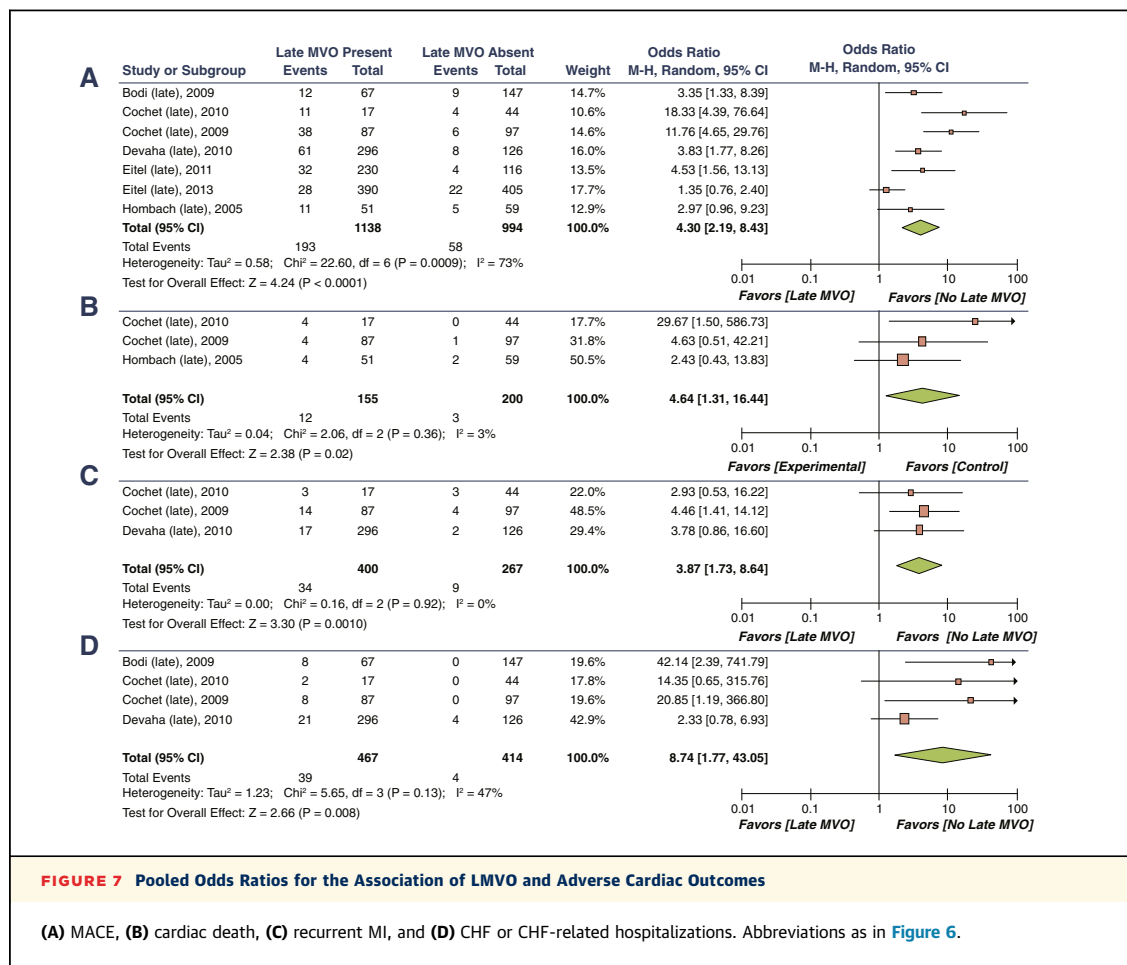 A
Late MVO Present Late MVO Absent Odds Ratio Odds Ratio
Study or Subgroup Events Total Events Total Weight M-H, Random, 95% CI M-H, Random, 95% CI
Bodi (late), 2009 12 67 9 147 14.7% 3.35 [1.33, 8.39]
Cochet (late), 2010 11 17 4 44 10.6% 18.33 [4.39, 76.64]
Cochet (late), 2009 38 87 6 97 14.6% 11.76 [4.65, 29.76]
Devaha (late), 2010 61 296 8 126 16.0% 3.83 [1.77, 8.26]
Eitel (late), 2011 32 230 4 116 13.5% 4.53 [1.56, 13.13]
Eitel (late), 2013 28 390 22 405 17.7% 1.35 [0.76, 2.40]
Hombach (late), 2005 11 51 5 59 12.9% 2.97 [0.96, 9.23]
Total (95% CI) 1138 994 100.0% 4.30 [2.19, 8.43]
Total Events 193 58
Heterogeneity: Tau² = 0.58; Chi² = 22.60, df = 6 (P = 0.0009); I² = 73%
Test for Overall Effect: Z = 4.24 (P < 0.0001)
0.01 0.1 1 10 100
Favors [Late MVO] Favors [No Late MVO]
B
Cochet (late), 2010 4 17 0 44 17.7% 29.67 [1.50, 586.73]
Cochet (late), 2009 4 87 1 97 31.8% 4.63 [0.51, 42.21]
Hombach (late), 2005 4 51 2 59 50.5% 2.43 [0.43, 13.83]
Total (95% CI) 155 200 100.0% 4.64 [1.31, 16.44]
Total Events 12 3
Heterogeneity: Tau² = 0.04; Chi² = 2.06, df = 2 (P = 0.36); I² = 3%
Test for Overall Effect: Z = 2.38 (P = 0.02)
0.01 0.1 1 10 100
Favors [Experimental] Favors [Control]
C
Cochet (late), 2010 3 17 3 44 22.0% 2.93 [0.53, 16.22]
Cochet (late), 2009 14 87 4 97 48.5% 4.46 [1.41, 14.12]
Devaha (late), 2010 17 296 2 126 29.4% 3.78 [0.86, 16.60]
Total (95% CI) 400 267 100.0% 3.87 [1.73, 8.64]
Total Events 34 9
Heterogeneity: Tau² = 0.00; Chi² = 0.16, df = 2 (P = 0.92); I² = 0%
Test for Overall Effect: Z = 3.30 (P = 0.0010)
0.01 0.1 1 10 100
Favors [Late MVO] Favors [No Late MVO]
D
Bodi (late), 2009 8 67 0 147 19.6% 42.14 [2.39, 741.79]
Cochet (late), 2010 2 17 0 44 17.8% 14.35 [0.65, 315.76]
Cochet (late), 2009 8 87 0 97 19.6% 20.85 [1.19, 366.80]
Devaha (late), 2010 21 296 4 126 42.9% 2.33 [0.78, 6.93]
Total (95% CI) 467 414 100.0% 8.74 [1.77, 43.05]
Total Events 39 4
Heterogeneity: Tau² = 1.23; Chi² = 5.65, df = 3 (P = 0.13); I² = 47%
Test for Overall Effect: Z = 2.66 (P = 0.008)
0.01 0.1 1 10 100
Favors [Late MVO] Favors [No Late MVO]
FIGURE 7 Pooled Odds Ratios for the Association of LMVO and Adverse Cardiac Outcomes
(A) MACE, (B) cardiac death, (C) recurrent MI, and (D) CHF or CHF-related hospitalizations. Abbreviations as in Figure 6.